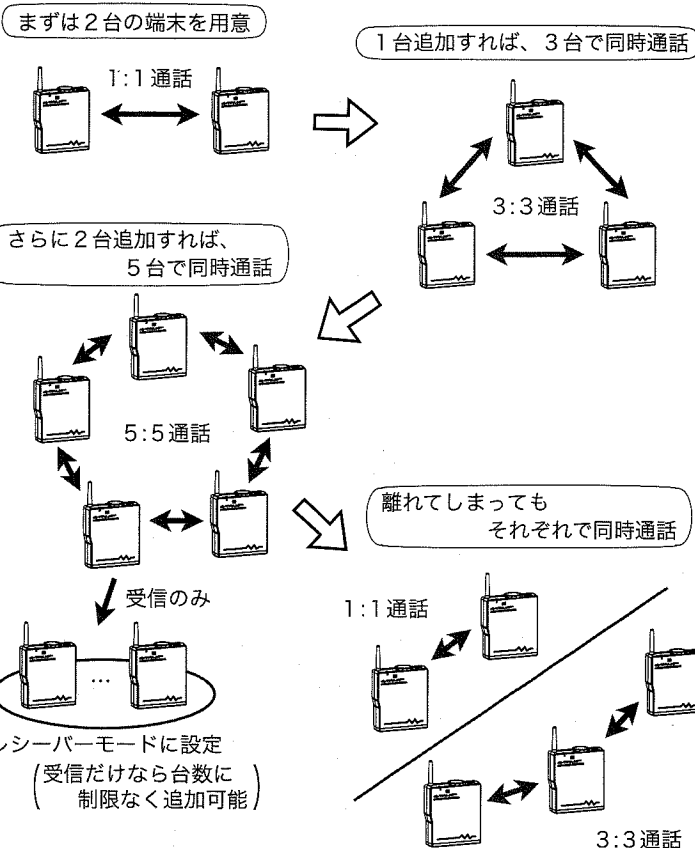 まずは2台の端末を用意
1:1通話
1台追加すれば、3台で同時通話
3:3通話
さらに2台追加すれば、
5台で同時通話
5:5通話
受信のみ
…
レシーバーモードに設定
(受信だけなら台数に
制限なく追加可能)
離れてしまっても
それぞれで同時通話
1:1通話
3:3通話